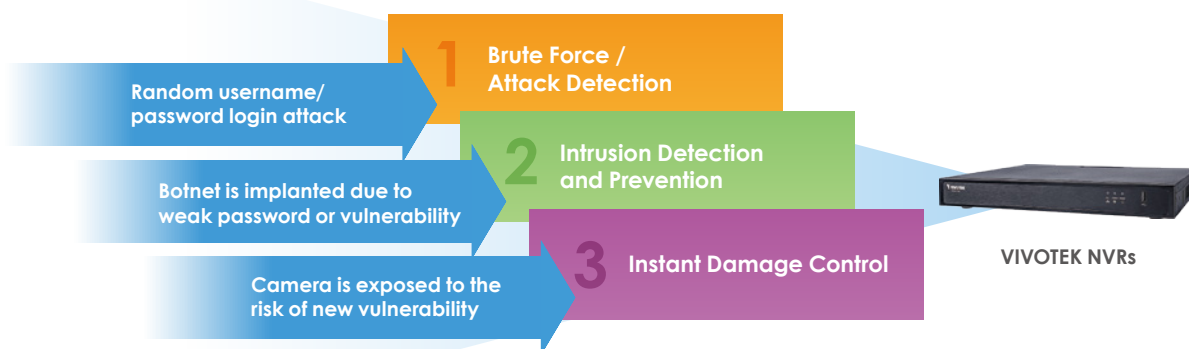 1
Brute Force /
Attack Detection
Random username/
password login attack
2
Intrusion Detection
and Prevention
Botnet is implanted due to
weak password or vulnerability
3
Instant Damage Control
Camera is exposed to the
risk of new vulnerability
VIVOTEK
VIVOTEK NVRs